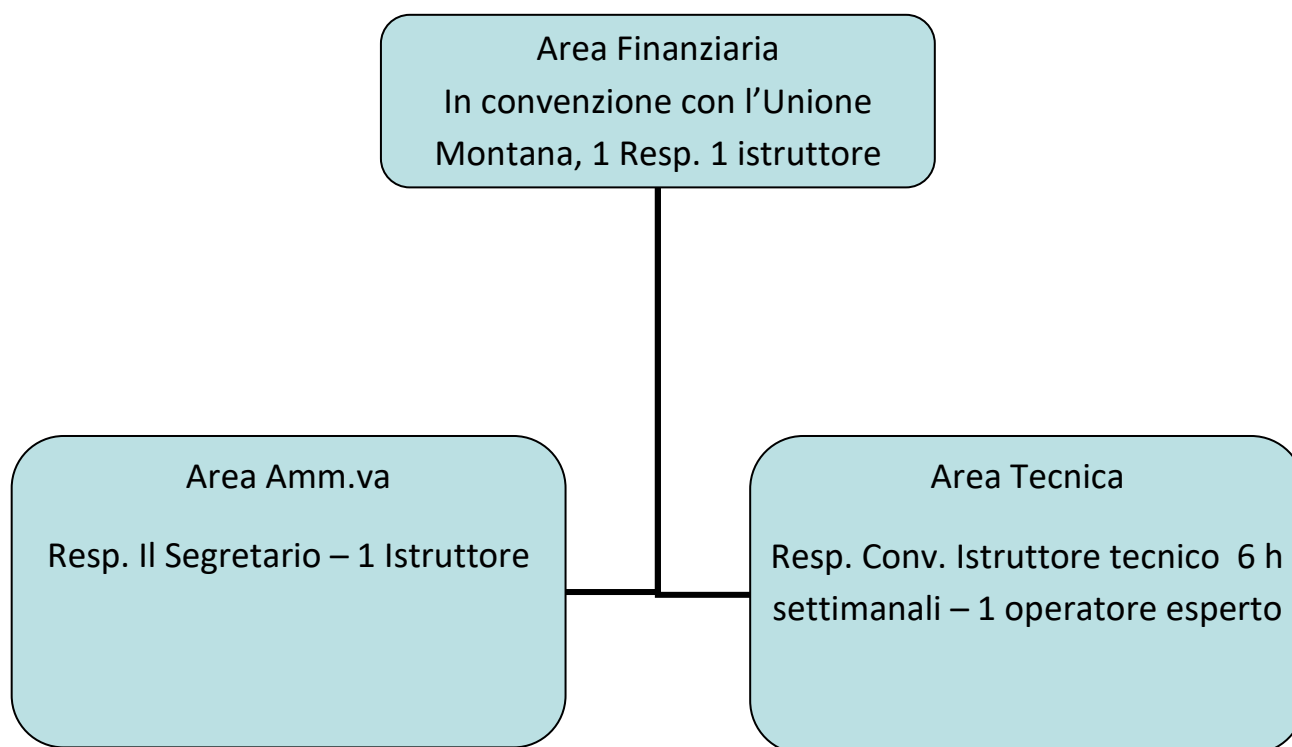 Area Finanziaria
In convenzione con l’Unione
Montana, 1 Resp. 1 istruttore
Area Amm.va
Resp. Il Segretario – 1 Istruttore
Area Tecnica
Resp. Conv. Istruttore tecnico  6 h
settimanali – 1 operatore esperto